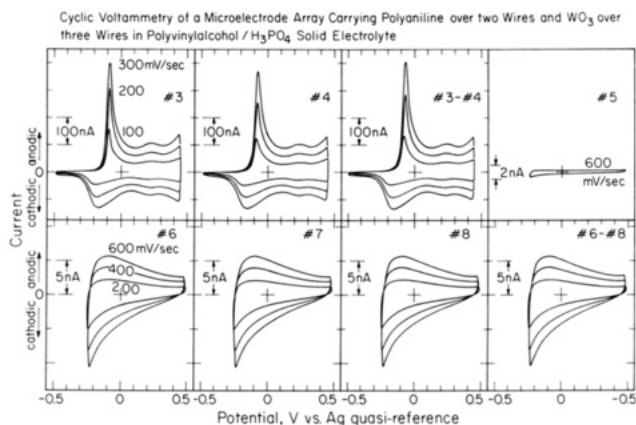 Cyclic Voltammetry of a Microelectrode Array Carrying Polyaniline over two Wires and WO₃ over
three Wires in Polyvinylalcohol / H₃PO₄ Solid Electrolyte
300mV/sec
#3
200
100
100nA
#4
100nA
#3-#4
100nA
#5
600
mV/sec
2nA
#6
600 mV/sec
400
200
5nA
#7
5nA
#8
5nA
#6-#8
5nA
cathodic anodic
0
cathodic anodic
0
Current
-0.5 0 0.5 0 0.5 0 0.5 0 -0.5
Potential, V vs. Ag quasi-reference